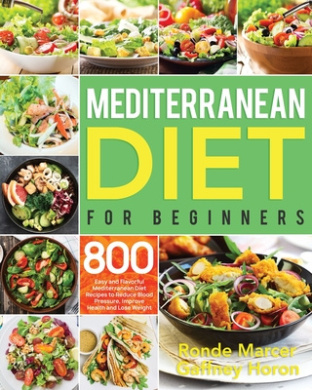 MEDITERRANEAN
DIET
FOR BEGINNERS
800
Easy and Flavorful
Mediterranean Diet
Recipes to Reduce Blood
Pressure, Improve
Health and Lose Weight
Ronde Marcer
Gaffney Horon